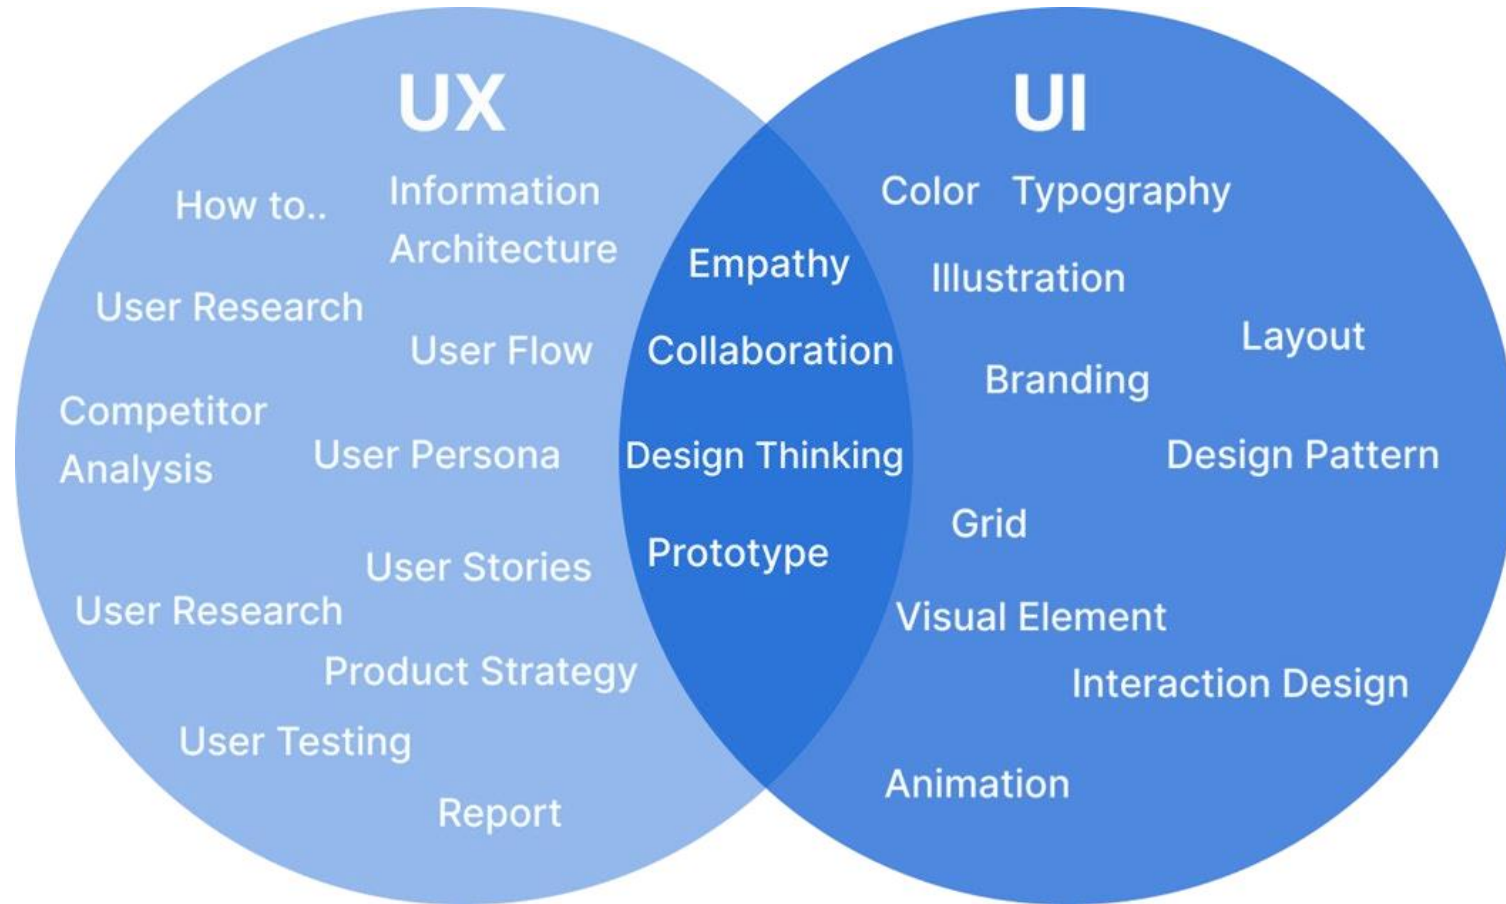 UX
How to..
Information
Architecture
User Research
User Flow
Competitor
Analysis
User Persona
User Stories
User Research
Product Strategy
User Testing
Report
Empathy
Collaboration
Design Thinking
Prototype
UI
Color Typography
Illustration
Layout
Branding
Design Pattern
Grid
Visual Element
Interaction Design
Animation